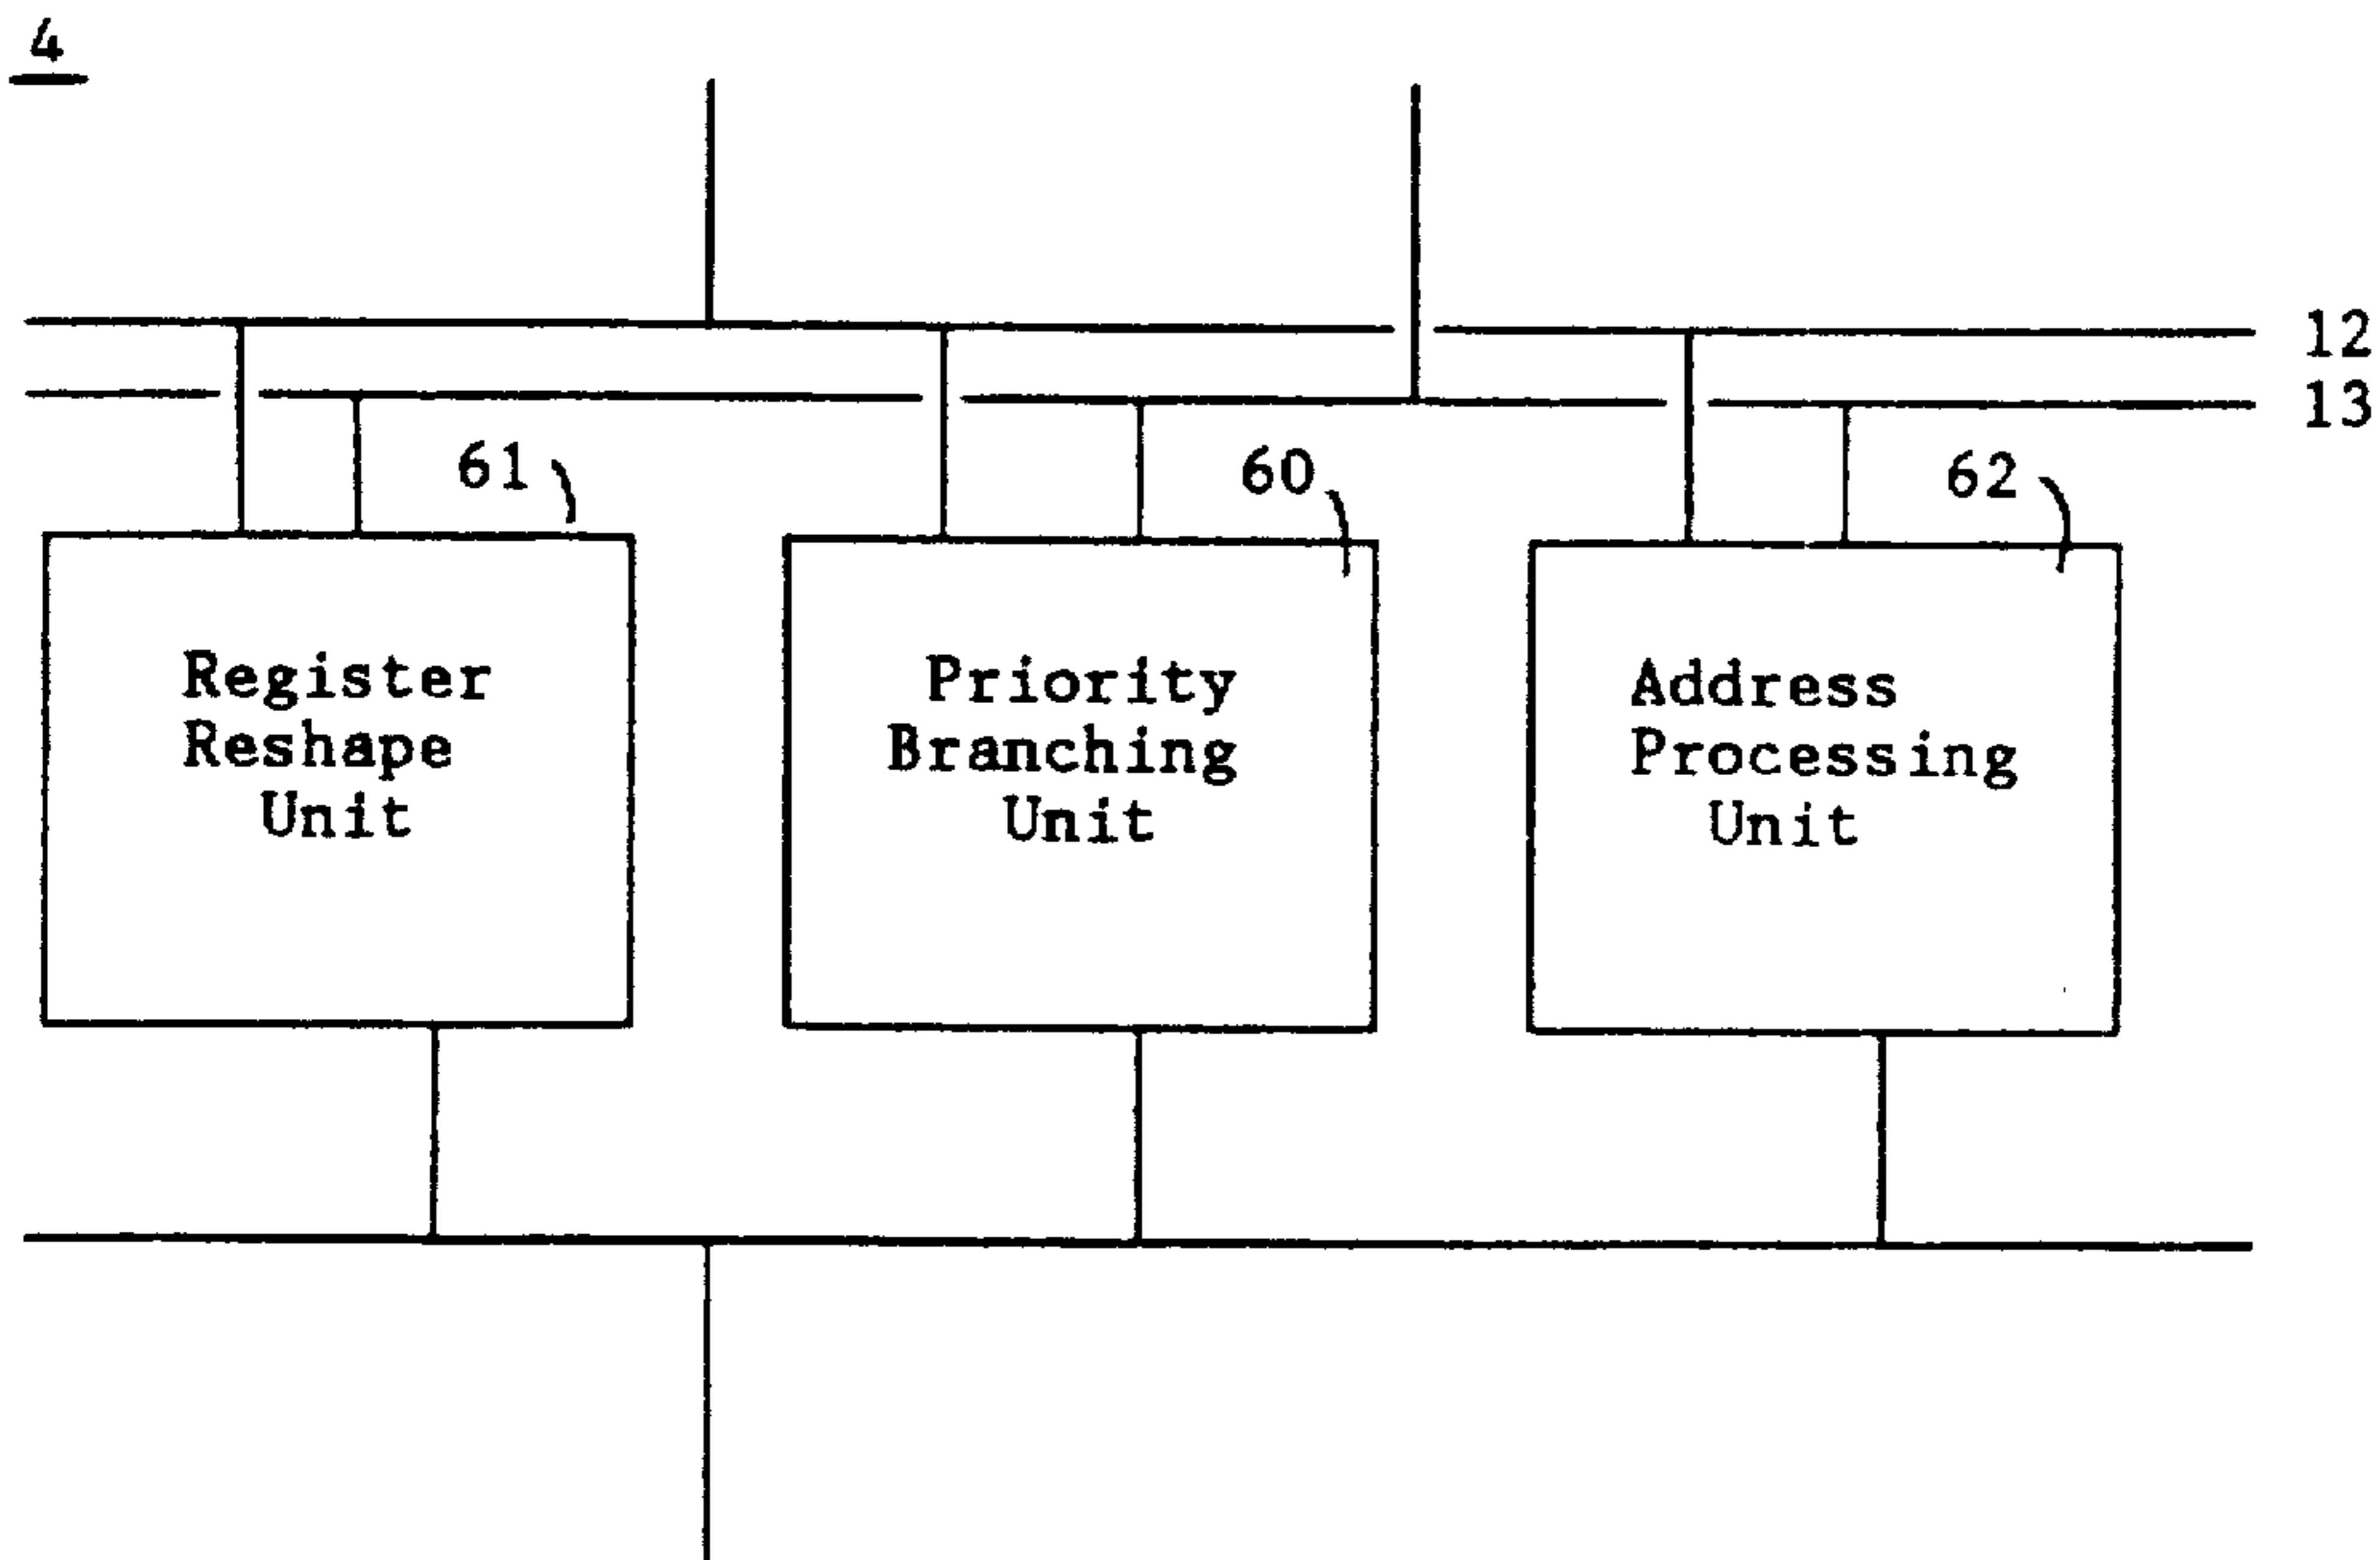 4
12
13
61
60
62
Register
Reshape
Unit
Priority
Branching
Unit
Address
Processing
Unit